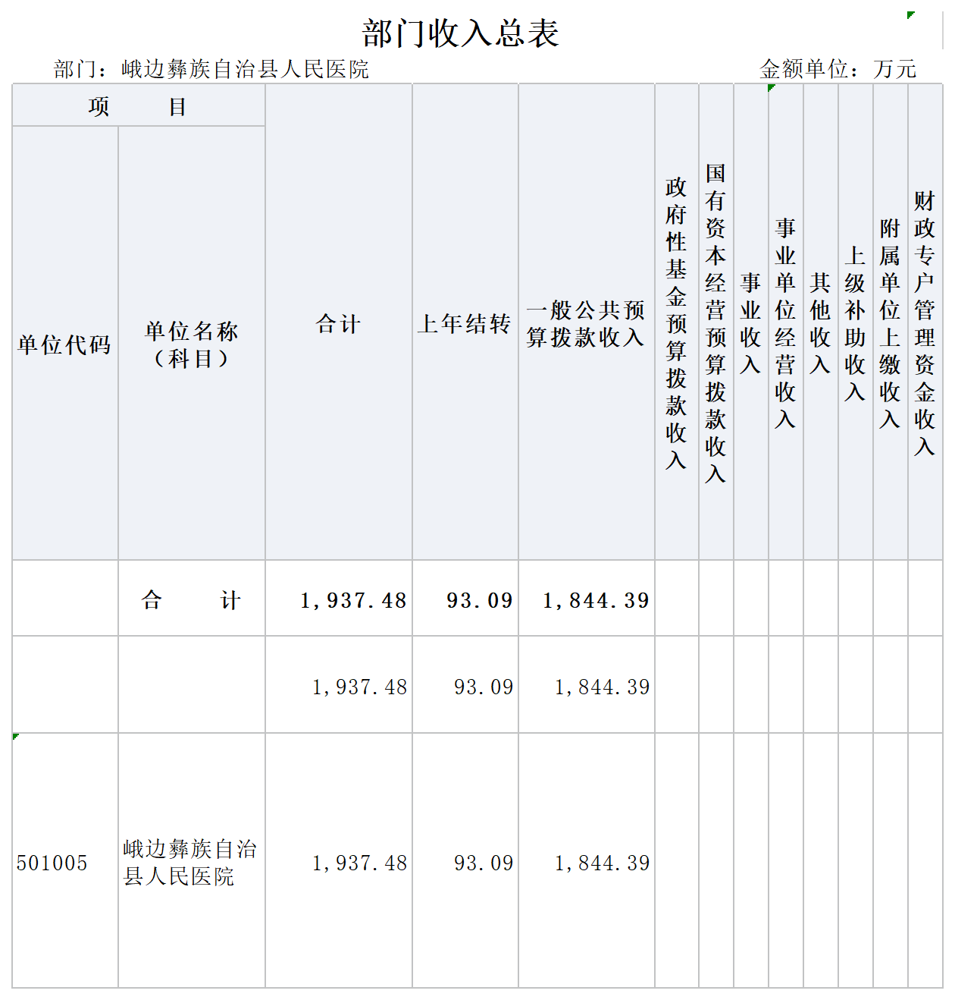 部门收入总表
部门：峨边彝族自治县人民医院 金额单位：万元
项 目
单位代码
单位名称
（科目）
合计
上年结转
一般公共预
算拨款收入
政府性基金预算拨款收入
国有资本经营预算拨款收入
事业收入
事业单位经营收入
其他收入
上级补助收入
附属单位上缴收入
财政专户管理资金收入
合 计 1,937.48 93.09 1,844.39
1,937.48 93.09 1,844.39
501005 峨边彝族自治
县人民医院 1,937.48 93.09 1,844.39